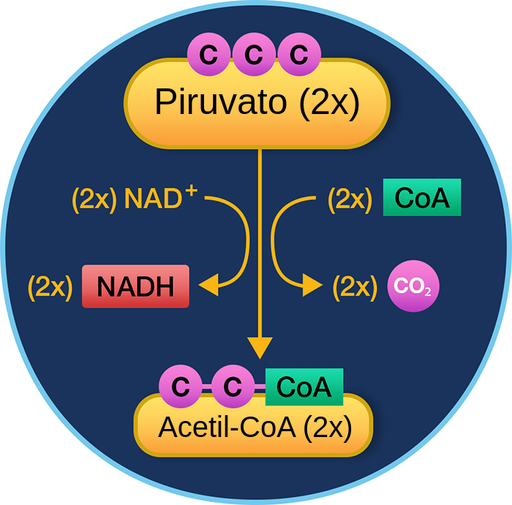 C C C
Piruvato (2x)
(2x) NAD⁺
(2x) CoA
(2x) NADH
(2x) CO₂
C C CoA
Acetil-CoA (2x)